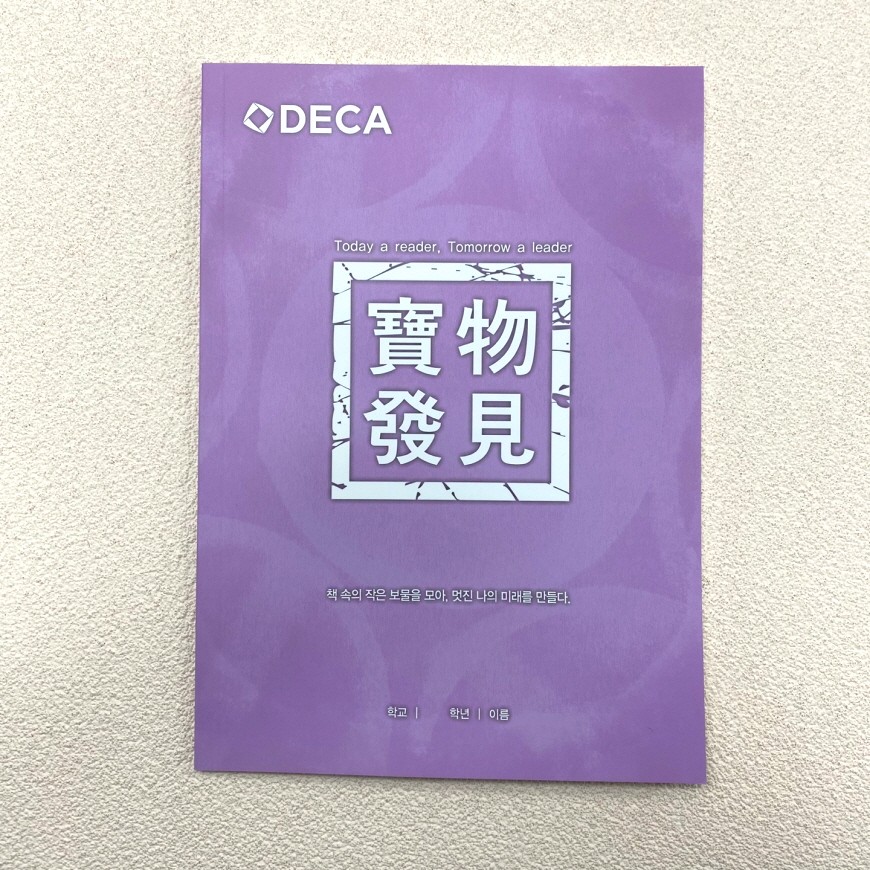 DECA
Today a reader, Tomorrow a leader
寶物
發見
책 속의 작은 보물을 모아, 멋진 나의 미래를 만들다.
학교 | 학년 | 이름